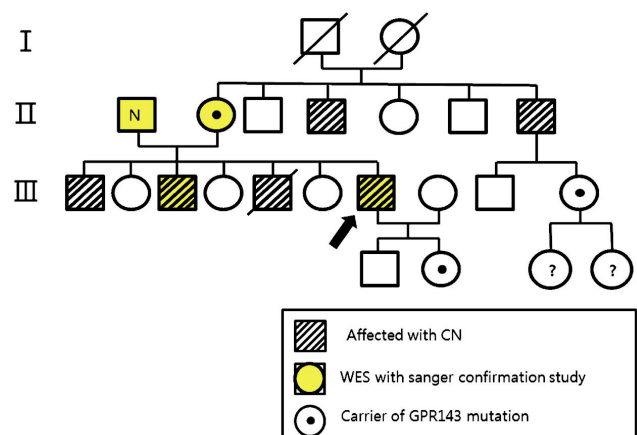 I
II
N
III
? ?
Affected with CN
WES with sanger confirmation study
Carrier of GPR143 mutation